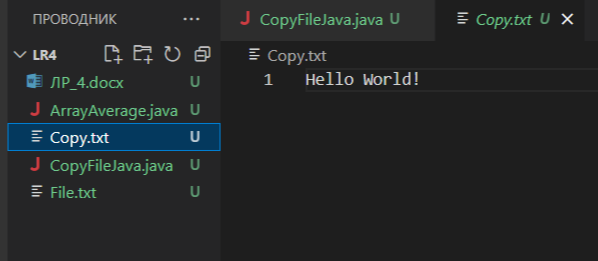 ПРОВОДНИК ...
LR4
ЛР_4.docx U
ArrayAverage.java U
Copy.txt U
CopyFileJava.java U
File.txt U
CopyFileJava.java U
Copy.txt U
Copy.txt
1 Hello World!